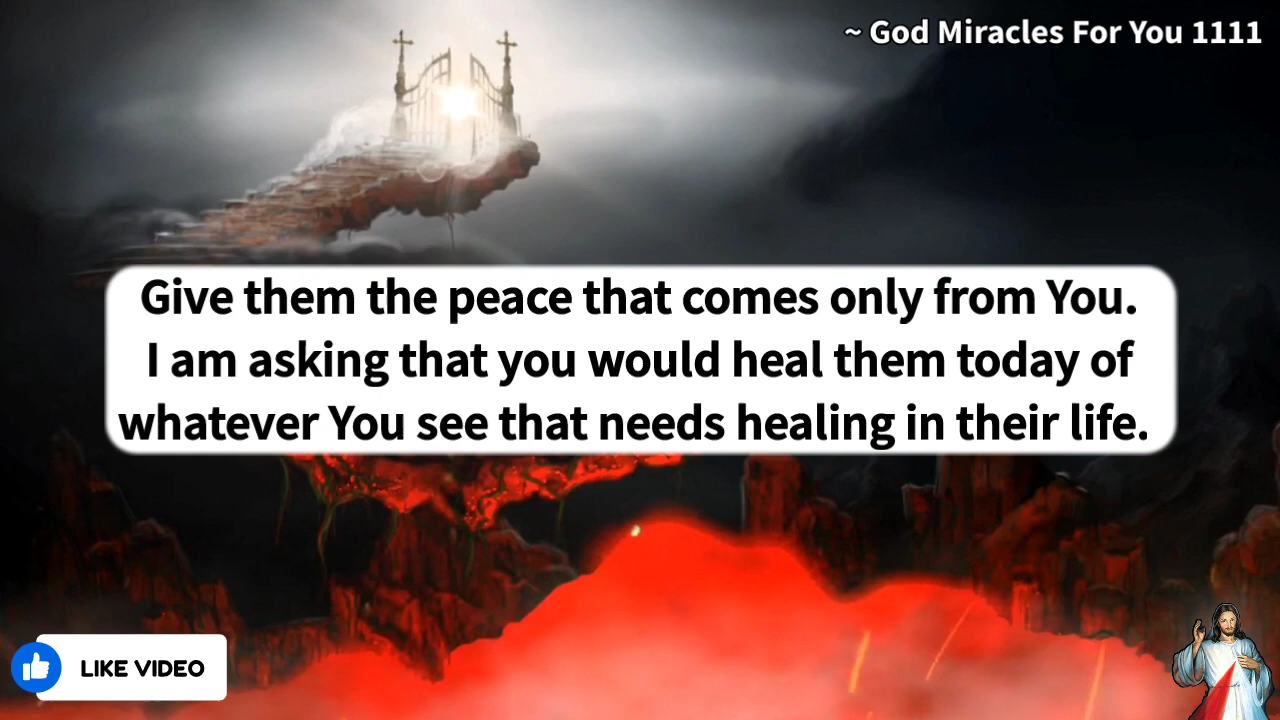 ~ God Miracles For You 1111
Give them the peace that comes only from You.
I am asking that you would heal them today of
whatever You see that needs healing in their life.
LIKE VIDEO